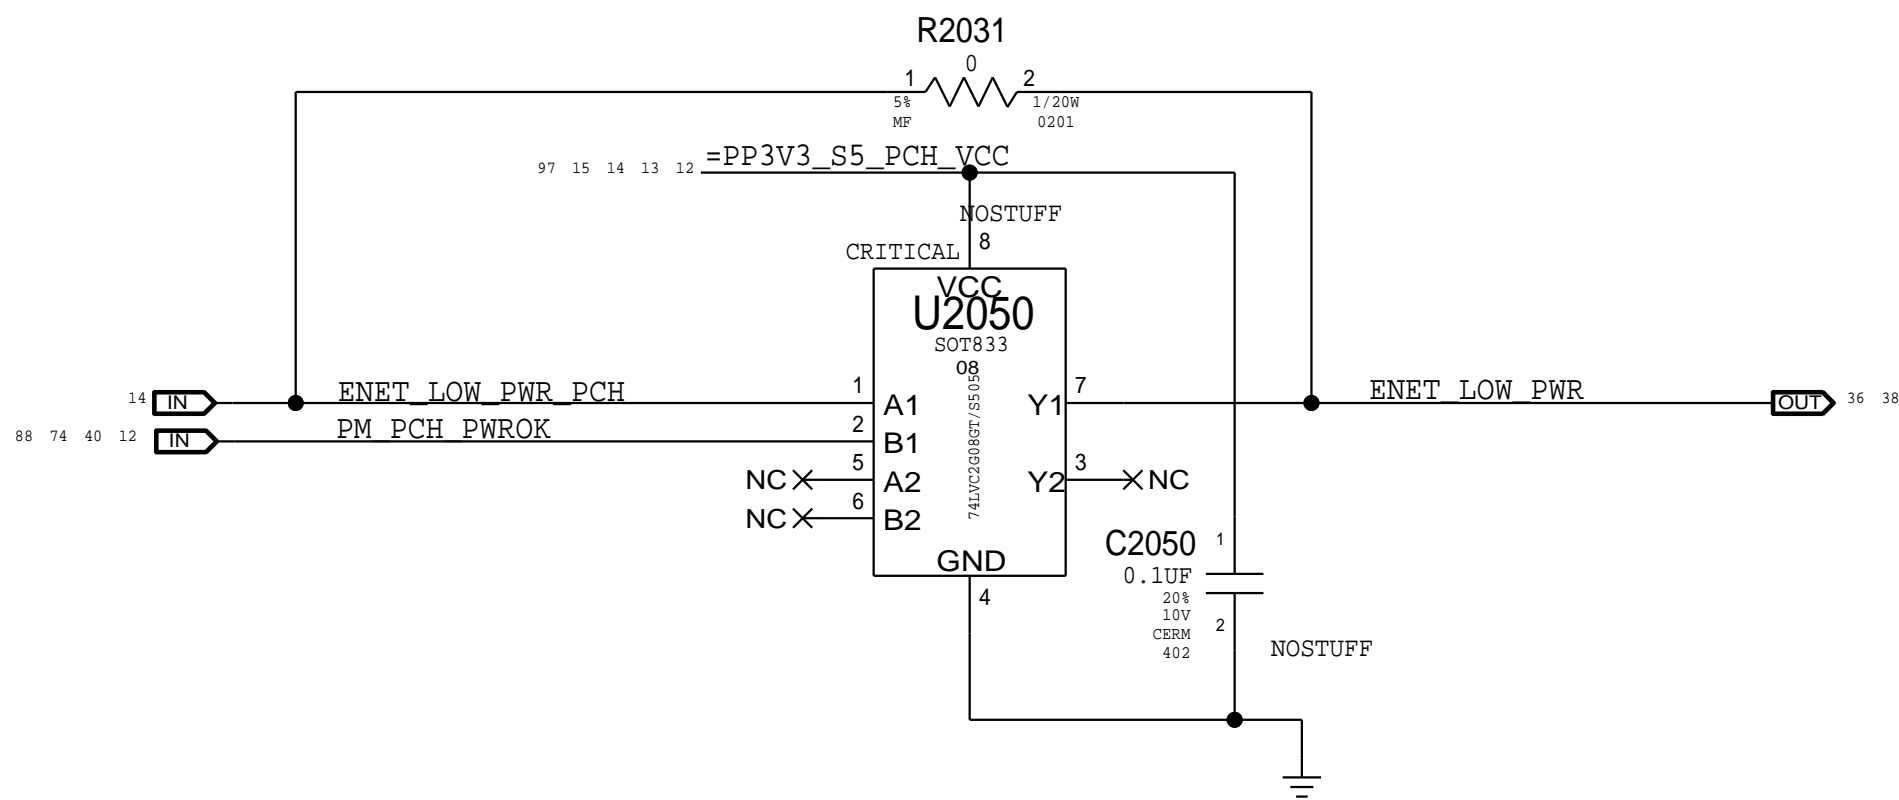 R2031
0
1 2
5% 1/20W
MF 0201
=PP3V3_S5_PCH_VCC
97 15 14 13 12
NOSTUFF
8
CRITICAL
VCC
U2050
SOT833
08
74LVC2G08GT/S505
14 IN ENET_LOW_PWR_PCH 1 A1 Y1 7 ENET_LOW_PWR OUT 36 38
88 74 40 12 IN PM_PCH_PWROK 2 B1
NC 5 A2 Y2 3 NC
NC 6 B2
GND
4
C2050 1
0.1UF
20%
10V
CERM 2
402
NOSTUFF